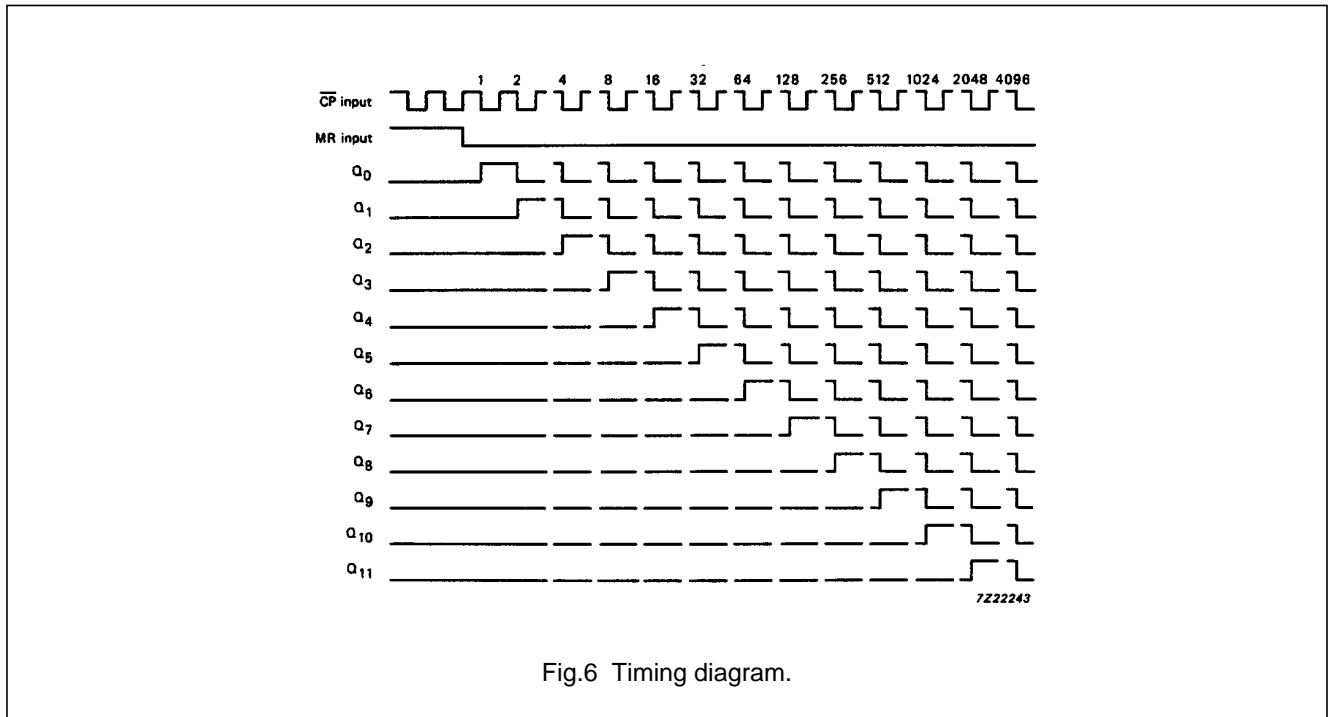 1 2 4 8 16 32 64 128 256 512 1024 2048 4096
CP input
MR input
Q0
Q1
Q2
Q3
Q4
Q5
Q6
Q7
Q8
Q9
Q10
Q11
7Z22243
Fig.6 Timing diagram.